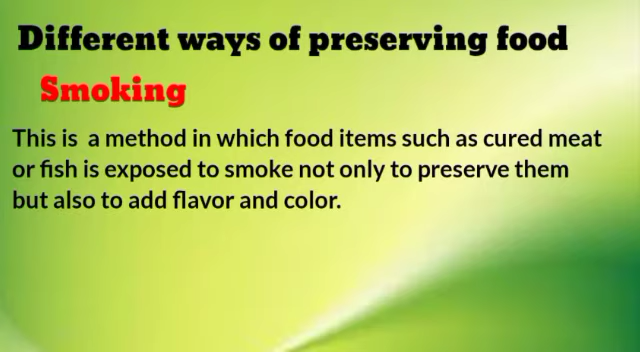 Different ways of preserving food
Smoking
This is  a method in which food items such as cured meat
or fish is exposed to smoke not only to preserve them
but also to add flavor and color.